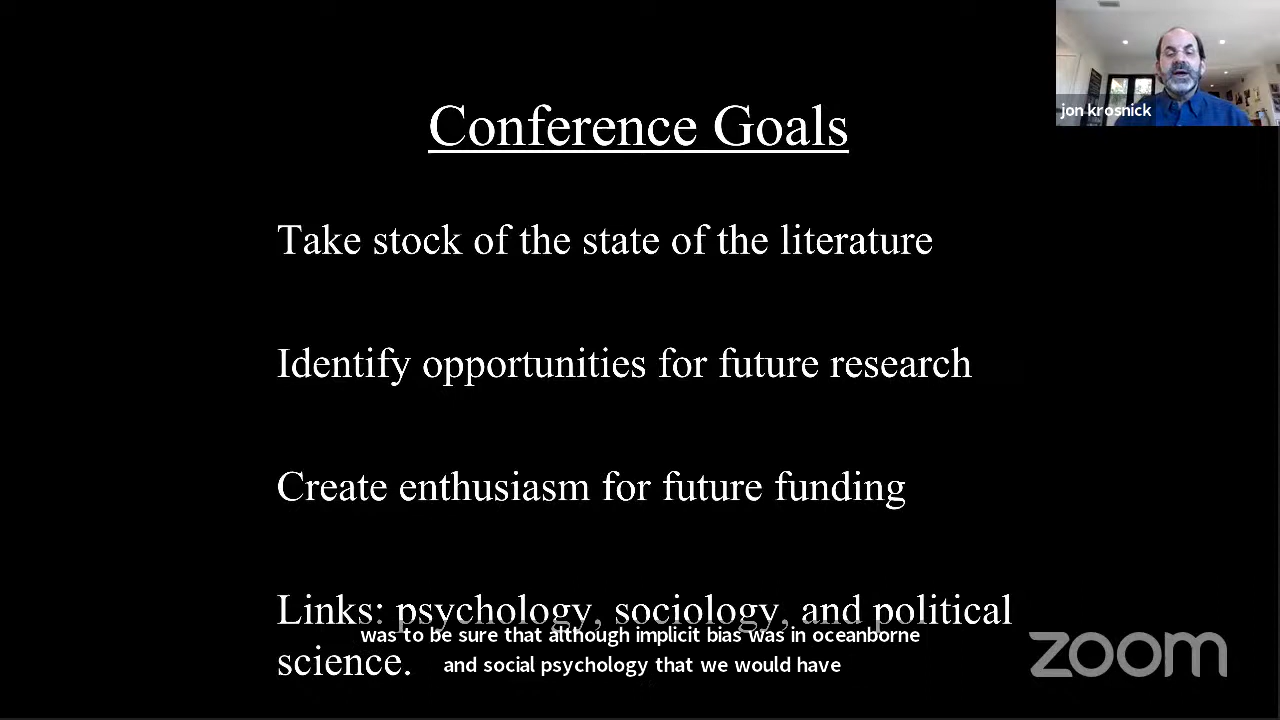 Conference Goals
jon krosnick
Take stock of the state of the literature
Identify opportunities for future research
Create enthusiasm for future funding
Links: psychology, sociology, and political
science.
was to be sure that although implicit bias was in oceanborne
and social psychology that we would have
zoom